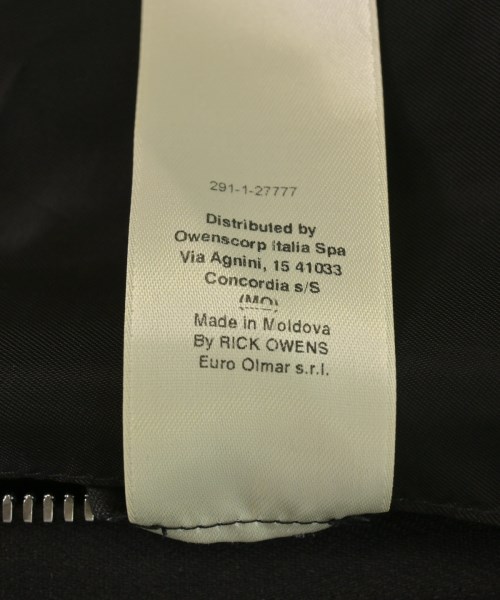 291-1-27777
Distributed by
Owenscorp Italia Spa
Via Agnini, 15 41033
Concordia s/S
(MO)
Made in Moldova
By RICK OWENS
Euro Olmar s.r.l.